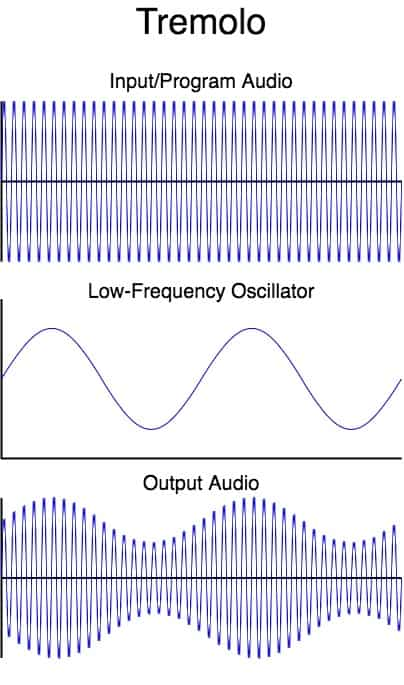 Tremolo
Input/Program Audio
Low-Frequency Oscillator
Output Audio